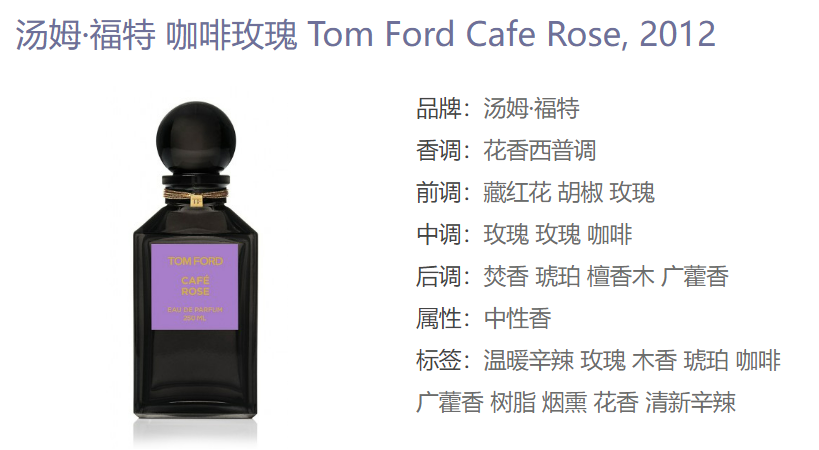 汤姆·福特 咖啡玫瑰 Tom Ford Cafe Rose, 2012
品牌：汤姆·福特
香调：花香西普调
前调：藏红花 胡椒 玫瑰
中调：玫瑰 玫瑰 咖啡
后调：焚香 琥珀 檀香木 广藿香
属性：中性香
标签：温暖辛辣 玫瑰 木香 琥珀 咖啡
广藿香 树脂 烟熏 花香 清新辛辣
TF
TOM FORD
CAFÉ
ROSE
EAU DE PARFUM
250 ML